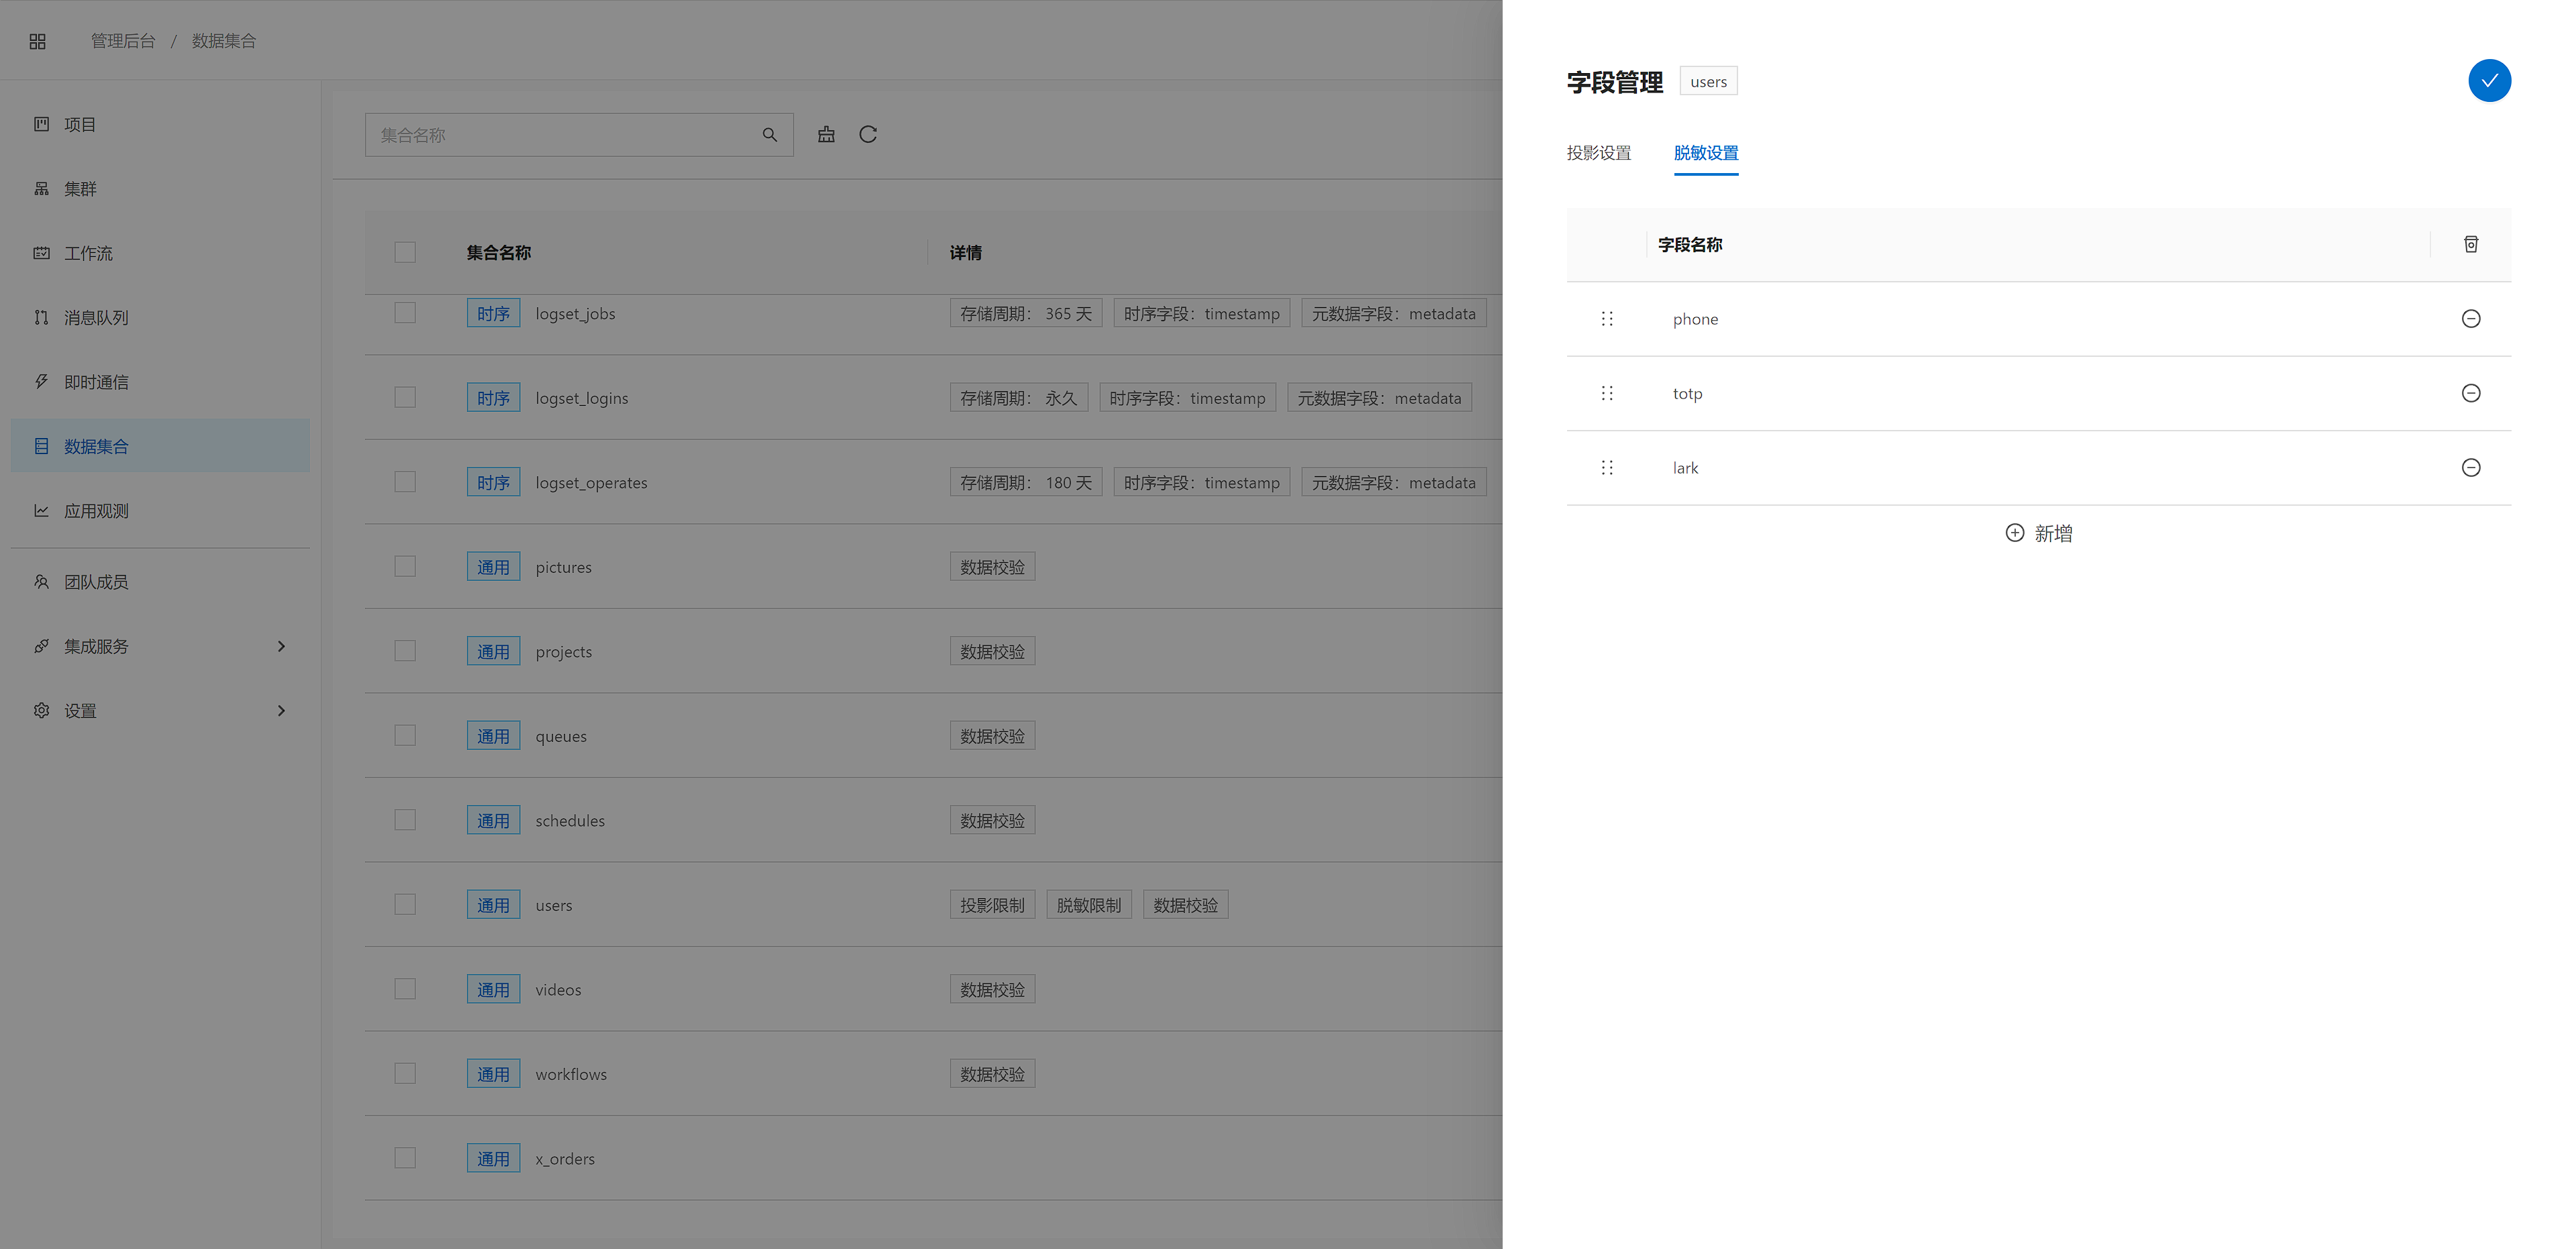 管理后台 / 数据集合
项目
集群
工作流
消息队列
即时通信
数据集合
应用观测
团队成员
集成服务
设置
集合名称
集合名称 详情
时序 logset_jobs 存储周期： 365 天 时序字段：timestamp 元数据字段：metadata
时序 logset_logins 存储周期： 永久 时序字段：timestamp 元数据字段：metadata
时序 logset_operates 存储周期： 180 天 时序字段：timestamp 元数据字段：metadata
通用 pictures 数据校验
通用 projects 数据校验
通用 queues 数据校验
通用 schedules 数据校验
通用 users 投影限制 脱敏限制 数据校验
通用 videos 数据校验
通用 workflows 数据校验
通用 x_orders
字段管理 users
投影设置 脱敏设置
字段名称
phone
totp
lark
新增